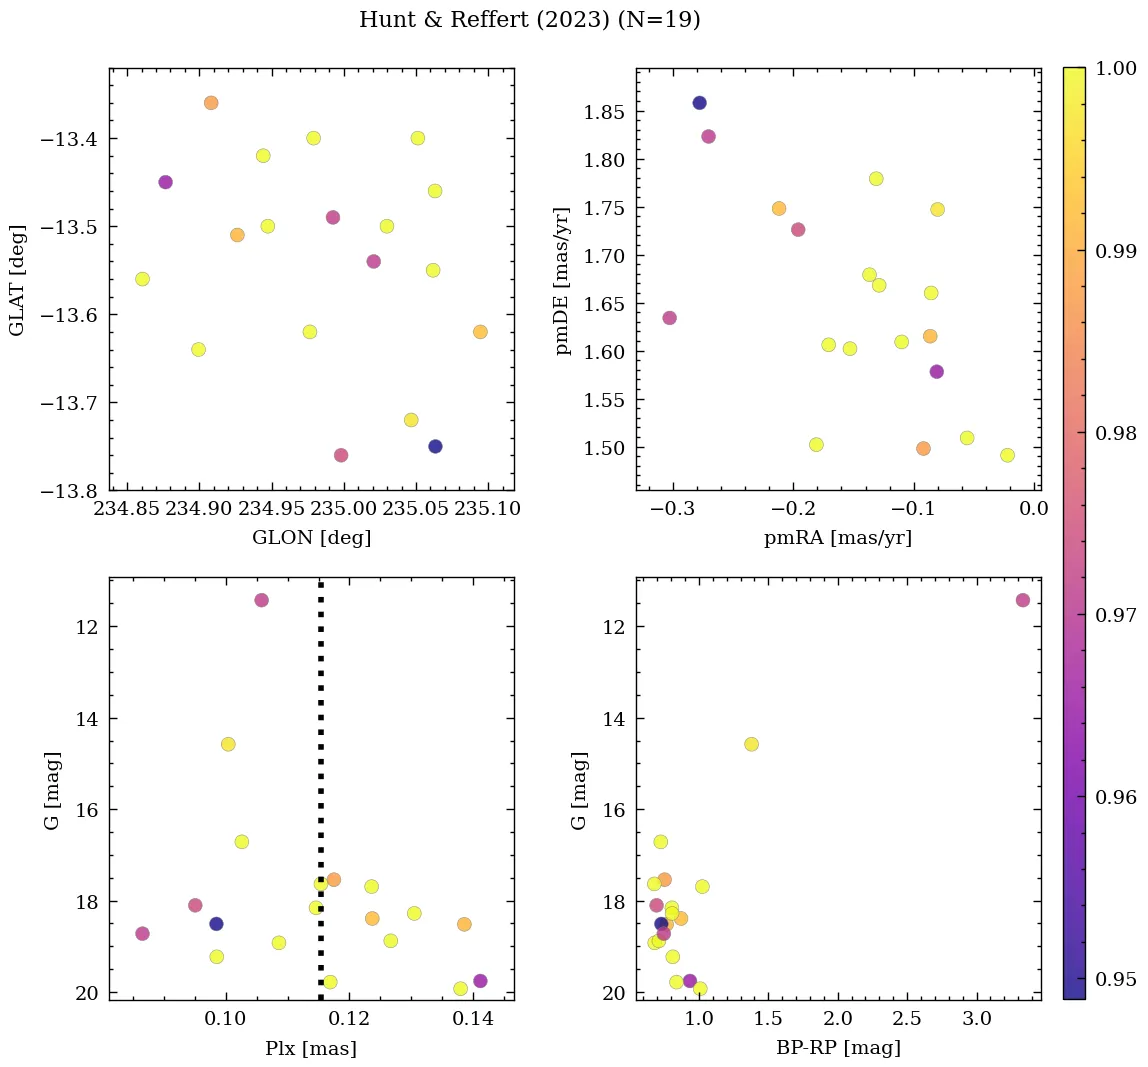 Hunt & Reffert (2023) (N=19)
−13.4
−13.5
−13.6
−13.7
−13.8
GLAT [deg]
234.85 234.90 234.95 235.00 235.05 235.10
GLON [deg]
1.85
1.80
1.75
1.70
1.65
1.60
1.55
1.50
pmDE [mas/yr]
−0.3 −0.2 −0.1 0.0
pmRA [mas/yr]
12
14
16
18
20
G [mag]
0.10 0.12 0.14
Plx [mas]
12
14
16
18
20
G [mag]
1.0 1.5 2.0 2.5 3.0
BP-RP [mag]
1.00
0.99
0.98
0.97
0.96
0.95